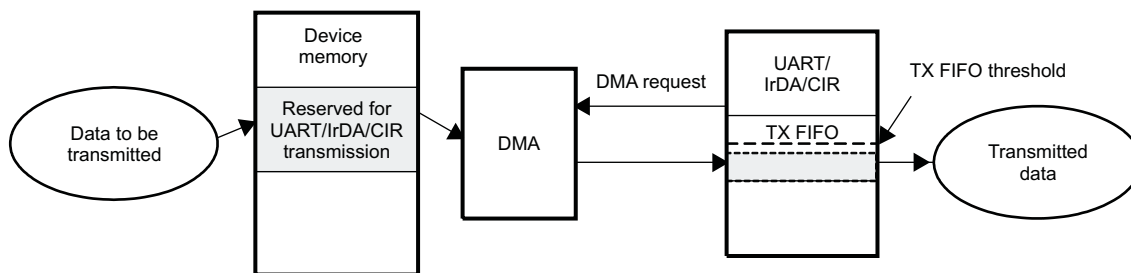 Device
memory
Reserved for
UART/IrDA/CIR
transmission
Data to be
transmitted
DMA
DMA request
UART/
IrDA/CIR
TX FIFO
TX FIFO threshold
Transmitted
data